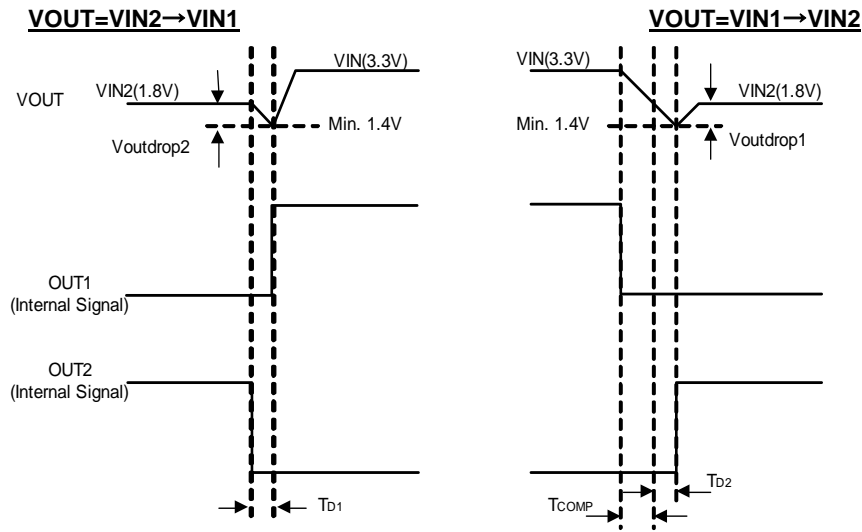 VOUT=VIN2→VIN1
VOUT=VIN1→VIN2
VIN(3.3V)
VIN2(1.8V)
VOUT
Min. 1.4V
Voutdrop2
VIN(3.3V)
VIN2(1.8V)
Min. 1.4V
Voutdrop1
OUT1
(Internal Signal)
OUT2
(Internal Signal)
TD1
TCOMP
TD2